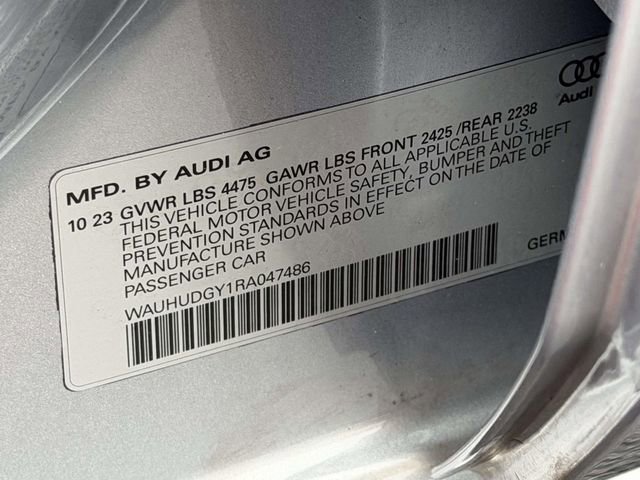 Audi
MFD. BY AUDI AG
10 23 GVWR LBS 4475 GAWR LBS FRONT 2425 /REAR 2238
THIS VEHICLE CONFORMS TO ALL APPLICABLE U.S.
FEDERAL MOTOR VEHICLE SAFETY, BUMPER AND THEFT
PREVENTION STANDARDS IN EFFECT ON THE DATE OF
MANUFACTURE SHOWN ABOVE
PASSENGER CAR
GERM
WAUHUDGY1RA047486